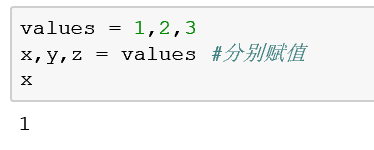 values = 1,2,3
x,y,z = values #分别赋值
x
1